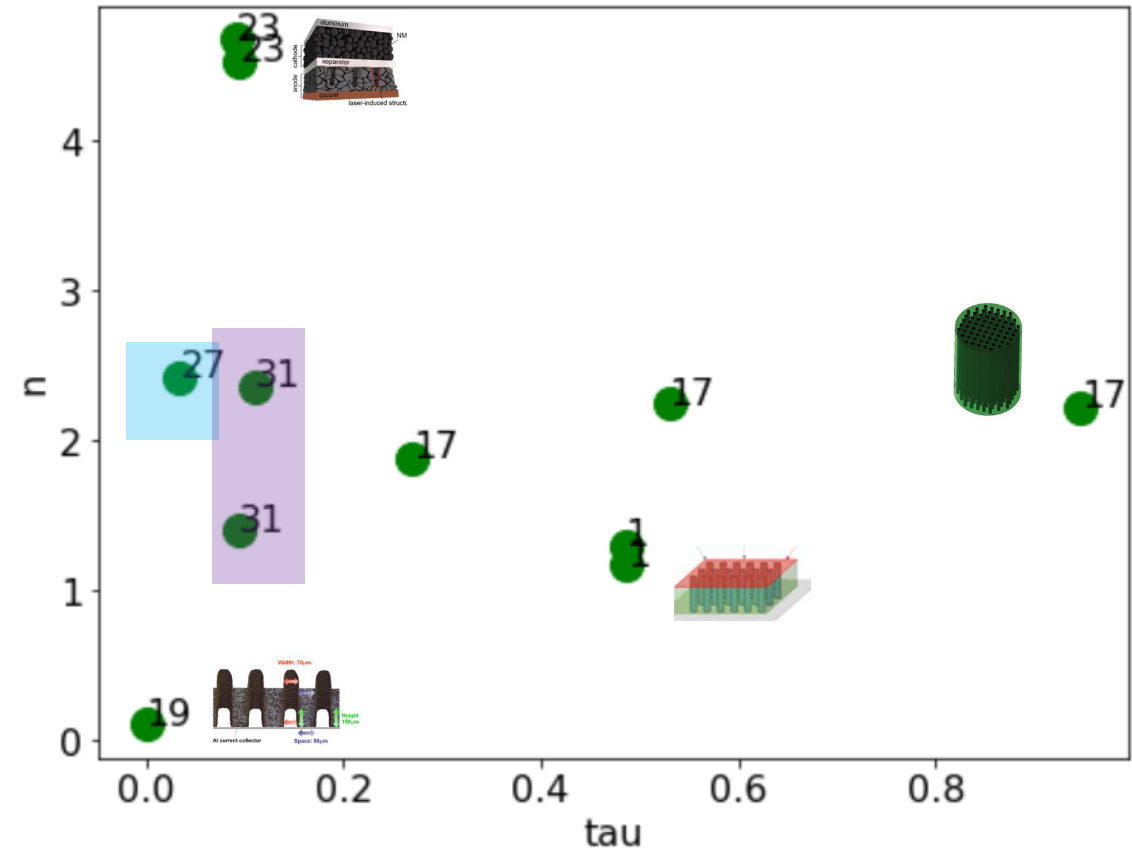 23
23
aluminum
NM
cathode
separator
anode
copper
laser-induced structu
4
3
27
31
17
17
n
2
17
31
1
1
1
Width: 70µm
19
Height
Al current collector
Space: 80µm
0
0.0
0.2
0.4
0.6
0.8
tau